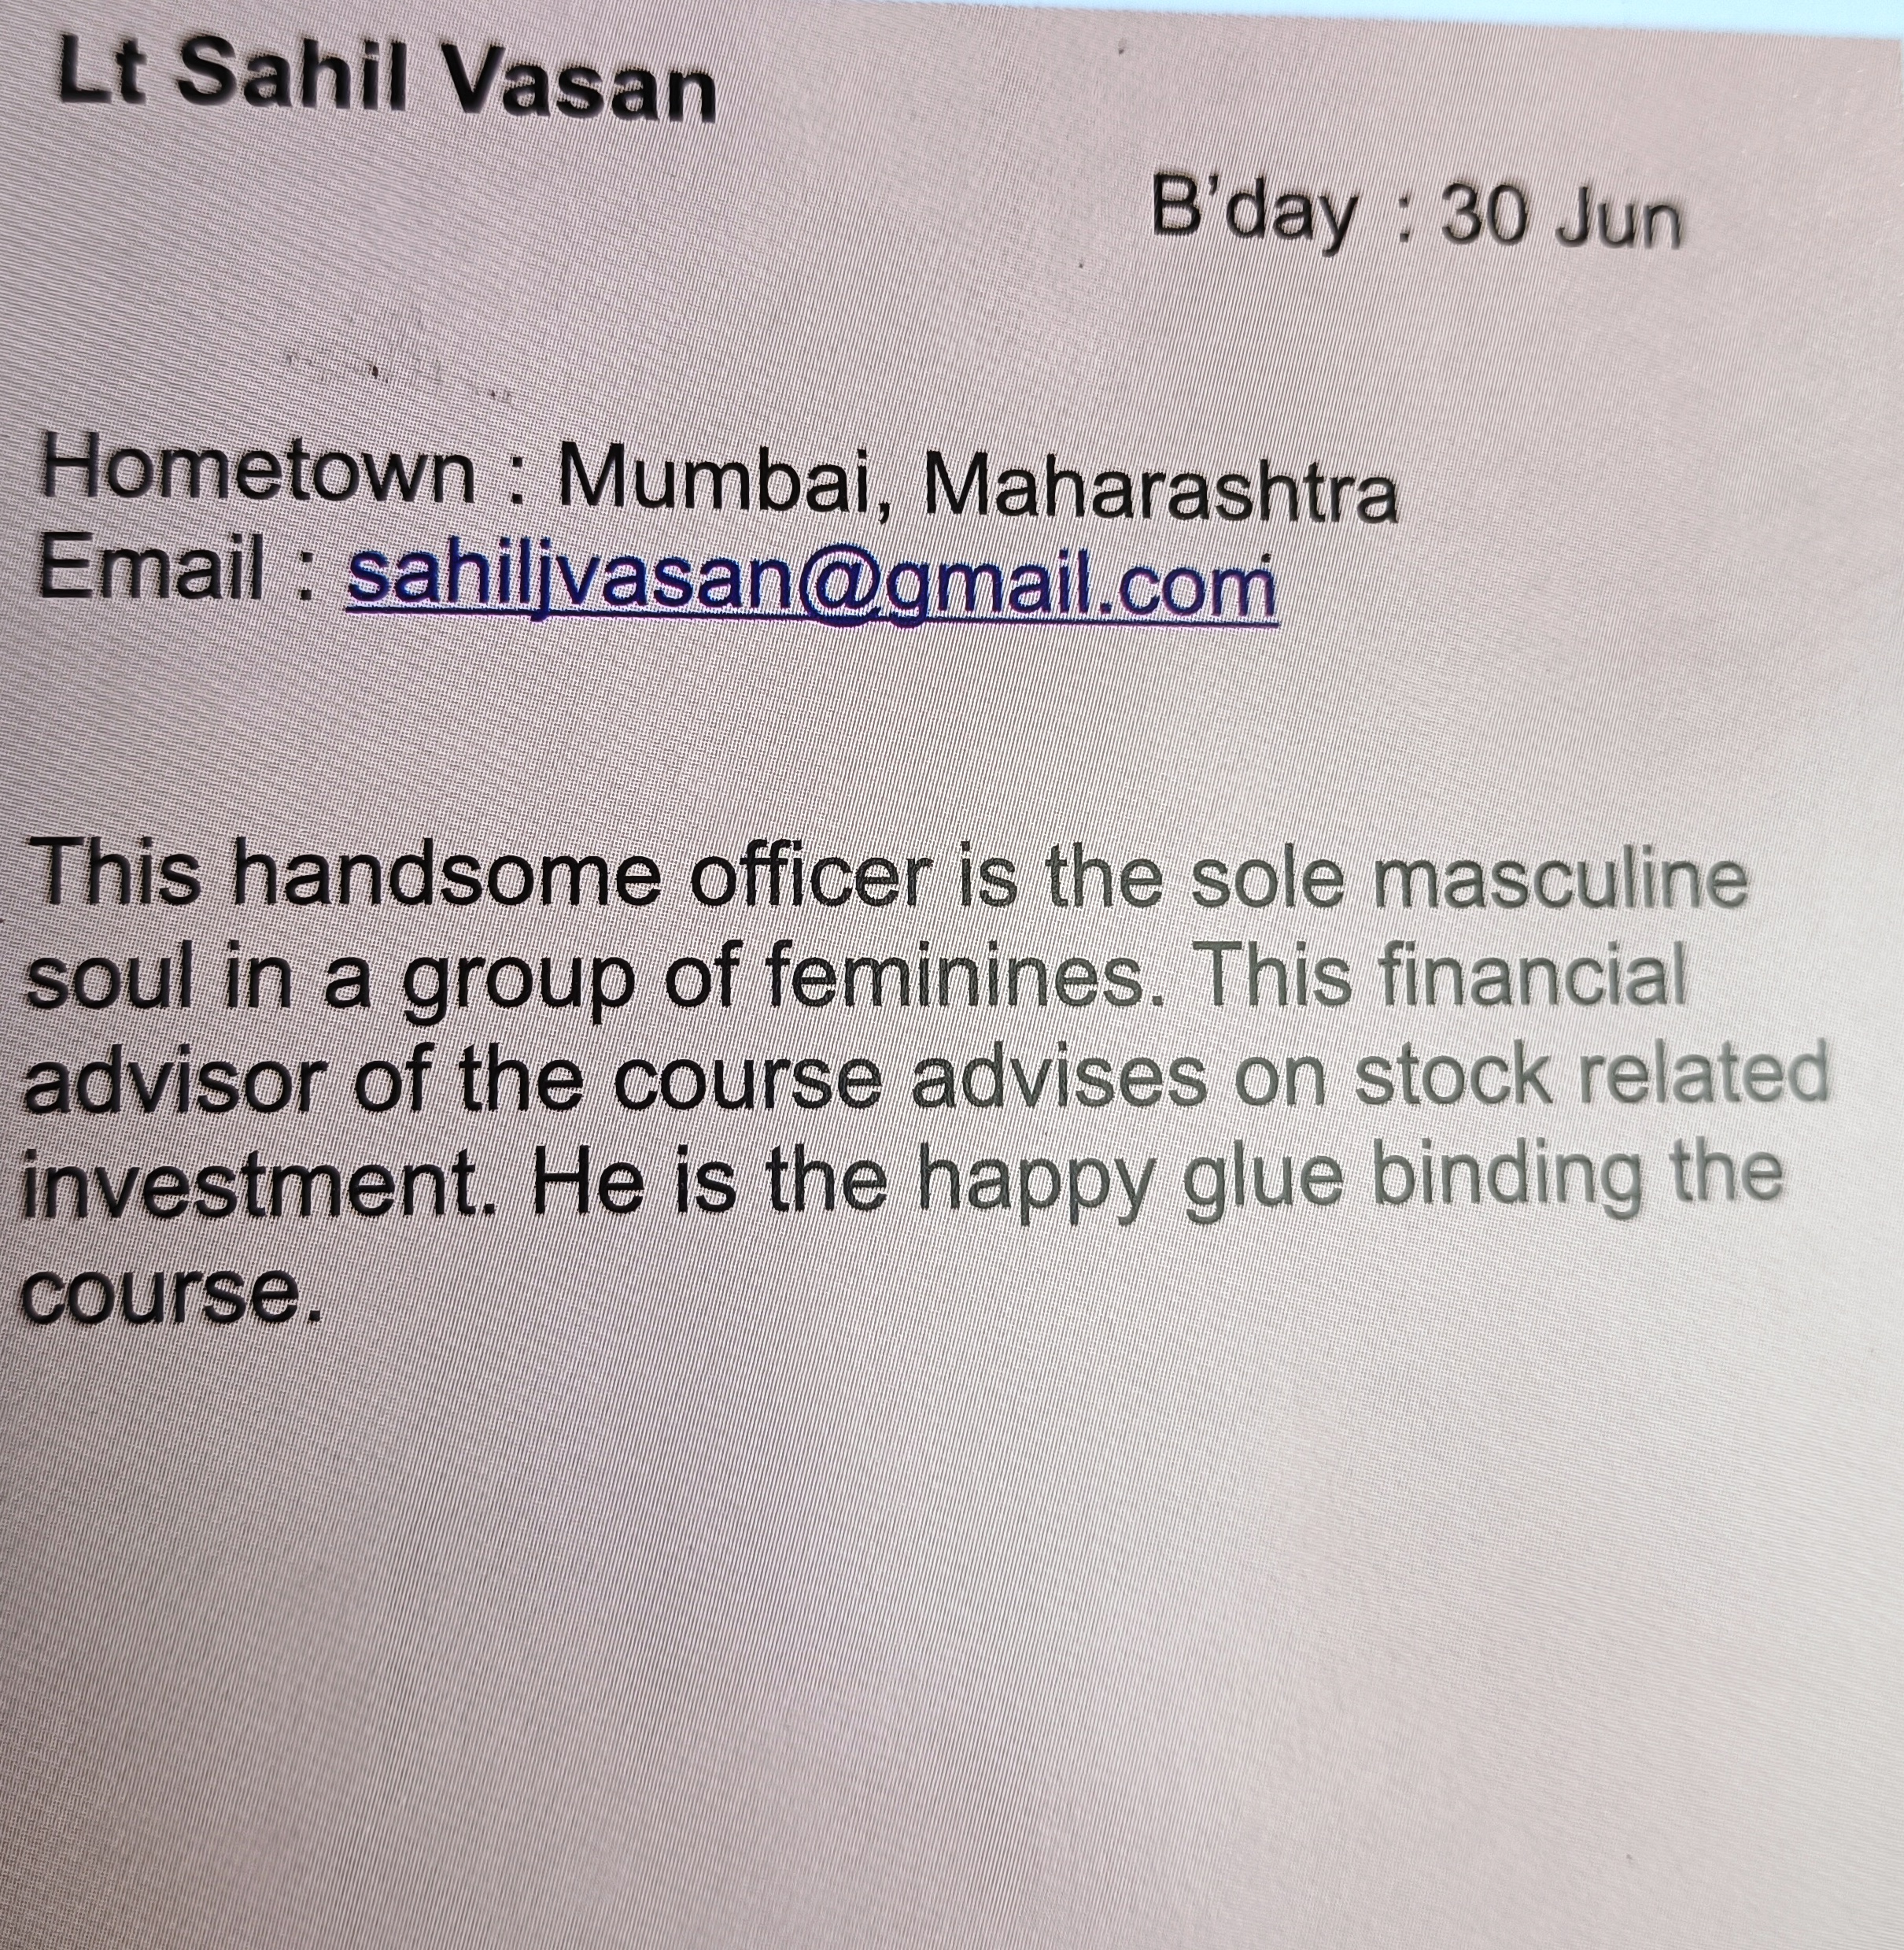 Lt Sahil Vasan
B'day : 30 Jun
Hometown : Mumbai, Maharashtra
Email : sahiljvasan@gmail.com
This handsome officer is the sole masculine
soul in a group of feminines. This financial
advisor of the course advises on stock related
investment. He is the happy glue binding the
course.